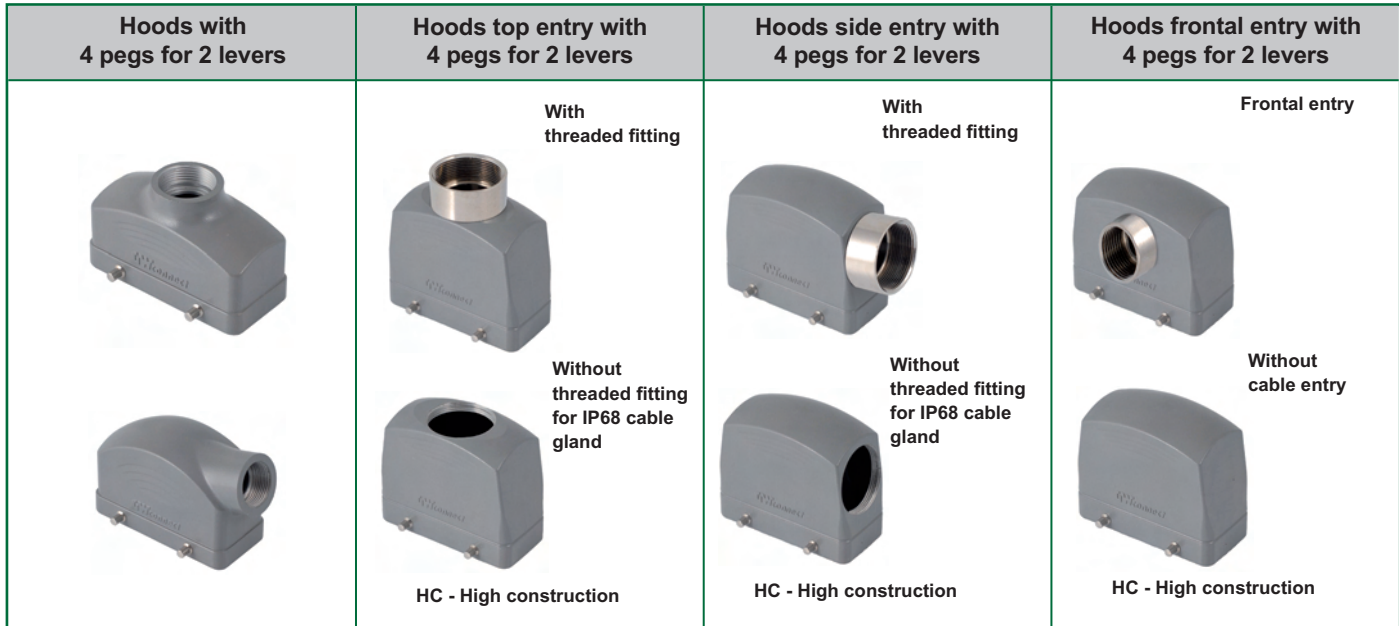 Hoods with
4 pegs for 2 levers
Hoods top entry with
4 pegs for 2 levers
Hoods side entry with
4 pegs for 2 levers
Hoods frontal entry with
4 pegs for 2 levers
With
threaded fitting
Without
threaded fitting
for IP68 cable
gland
HC - High construction
With
threaded fitting
Without
threaded fitting
for IP68 cable
gland
HC - High construction
Frontal entry
Without
cable entry
HC - High construction